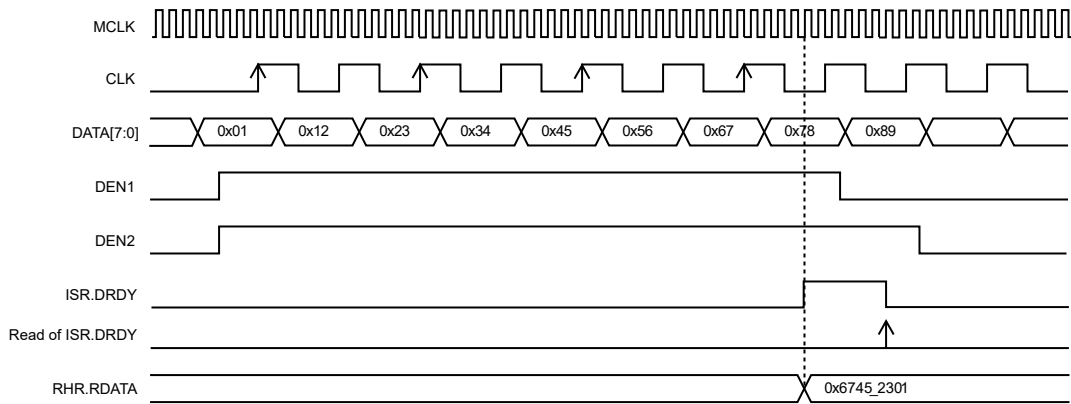 MCLK
CLK
DATA[7:0] 0x01 0x12 0x23 0x34 0x45 0x56 0x67 0x78 0x89
DEN1
DEN2
ISR.DRDY
Read of ISR.DRDY
RHR.RDATA 0x6745_2301